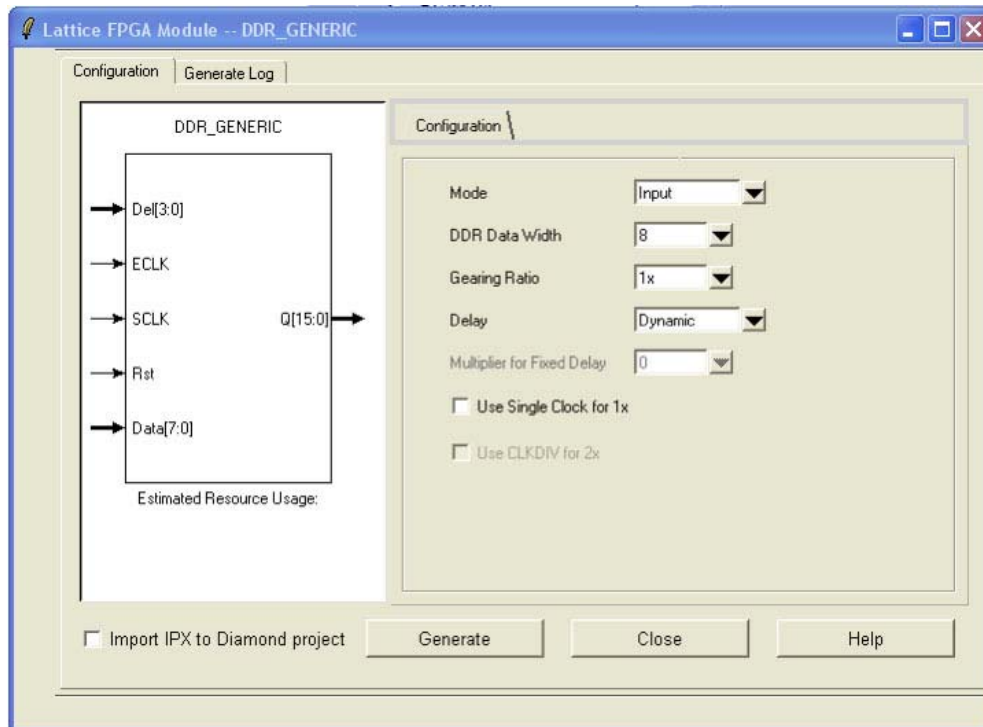 Lattice FPGA Module -- DDR_GENERIC
Configuration Generate Log
DDR_GENERIC
Del[3:0]
ECLK
SCLK Q[15:0]
Rst
Data[7:0]
Estimated Resource Usage:
Configuration
Mode Input
DDR Data Width 8
Gearing Ratio 1x
Delay Dynamic
Multiplier for Fixed Delay 0
Use Single Clock for 1x
Use CLKDIV for 2x
Import IPX to Diamond project Generate Close Help